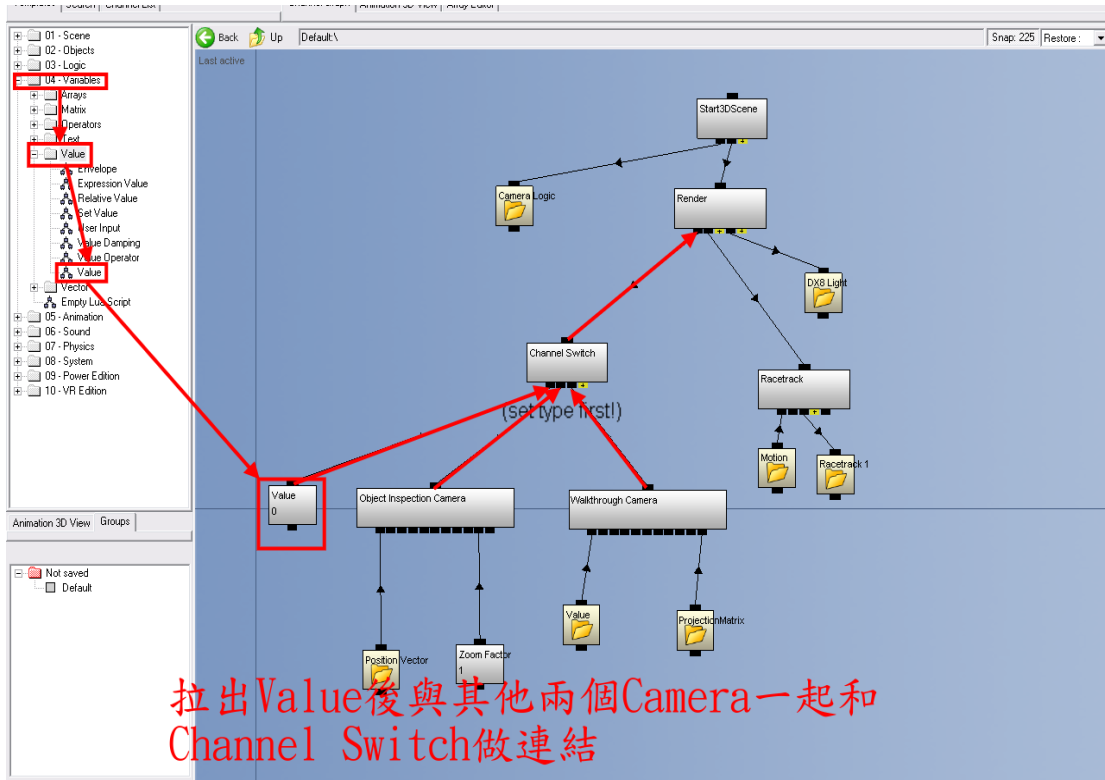 Back
Up
Default:\
Snap: 225
Restore :
01 - Scene
02 - Objects
03 - Logic
04 - Variables
Arrays
Matrix
Operators
Text
Value
Envelope
Expression Value
Relative Value
Set Value
User Input
Value Damping
Value Operator
Value
Vector
Empty Lua Script
05 - Animation
06 - Sound
07 - Physics
08 - System
09 - Power Edition
10 - VR Edition
Animation 3D View
Groups
Not saved
Default
Last active
Start3DScene
Camera Logic
Render
DX8 Light
Channel Switch
(set type first!)
Racetrack
Motion
Racetrack 1
Value
0
Object Inspection Camera
Walkthrough Camera
Value
ProjectionMatrix
Position Vector
Zoom Factor
1
拉出Value後與其他兩個Camera一起和
Channel Switch做連結